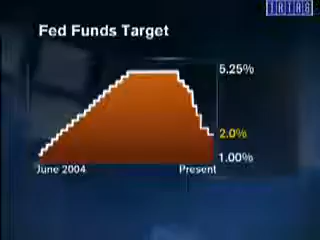 Fed Funds Target
5.25%
2.0%
1.00%
June 2004
Present